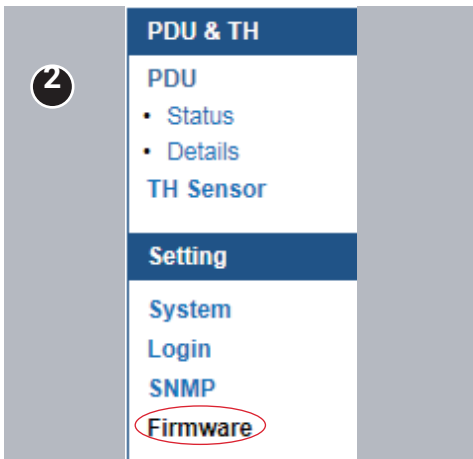 2
PDU & TH
PDU
• Status
• Details
TH Sensor
Setting
System
Login
SNMP
Firmware